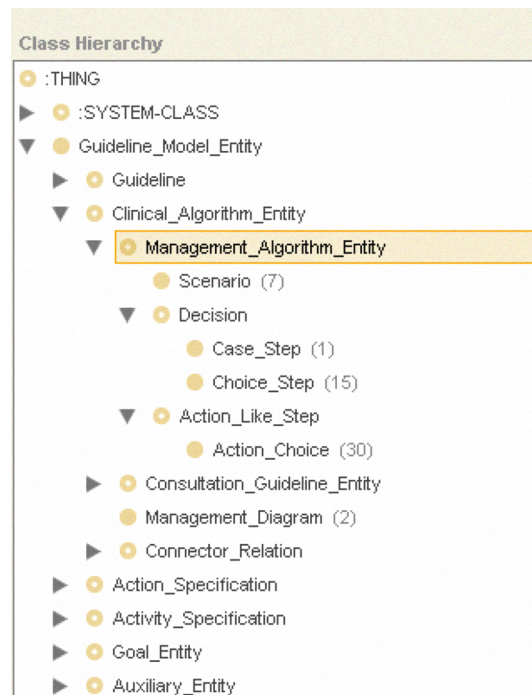 Class Hierarchy
:THING
:SYSTEM-CLASS
Guideline_Model_Entity
Guideline
Clinical_Algorithm_Entity
Management_Algorithm_Entity
Scenario (7)
Decision
Case_Step (1)
Choice_Step (15)
Action_Like_Step
Action_Choice (30)
Consultation_Guideline_Entity
Management_Diagram (2)
Connector_Relation
Action_Specification
Activity_Specification
Goal_Entity
Auxiliary_Entity